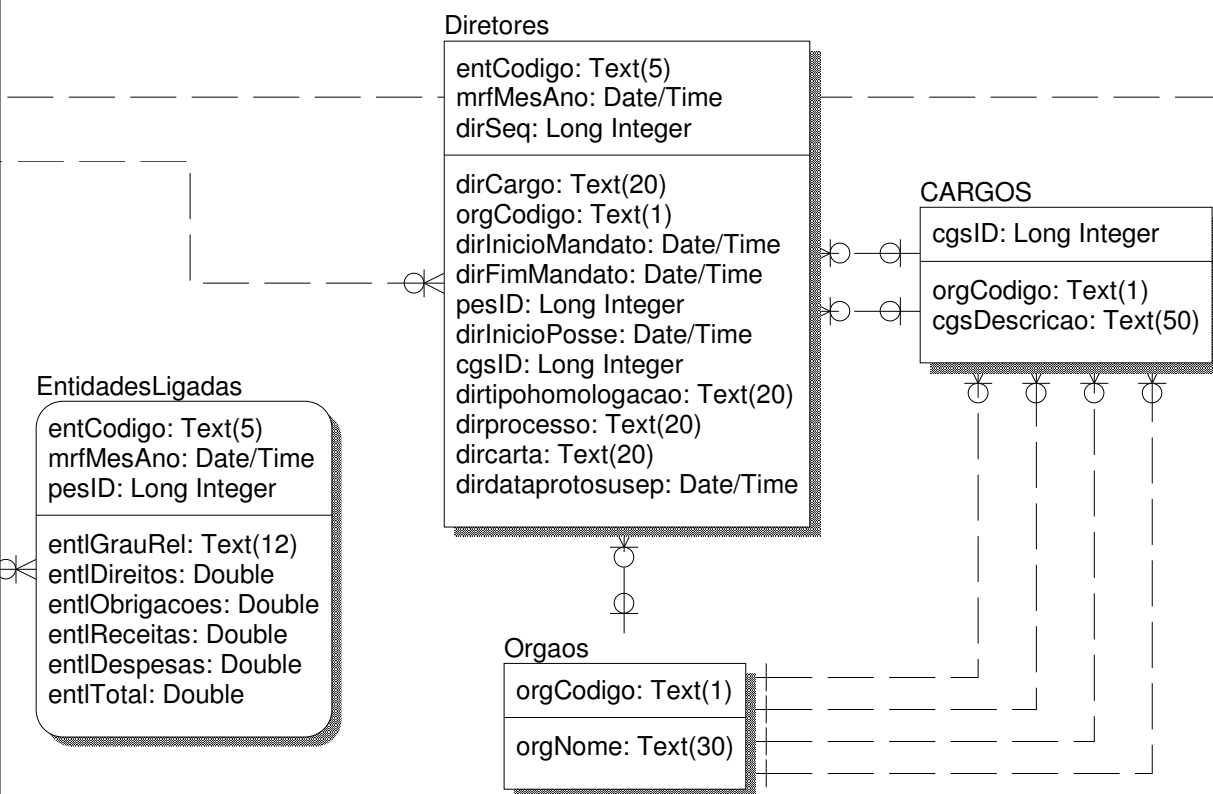 Diretores
entCodigo: Text(5)
mrfMesAno: Date/Time
dirSeq: Long Integer
dirCargo: Text(20)
orgCodigo: Text(1)
dirInicioMandato: Date/Time
dirFimMandato: Date/Time
pesID: Long Integer
dirInicioPosse: Date/Time
cgsID: Long Integer
dirtipohomologacao: Text(20)
dirprocesso: Text(20)
dircarta: Text(20)
dirdataprotosusep: Date/Time
CARGOS
cgsID: Long Integer
orgCodigo: Text(1)
cgsDescricao: Text(50)
EntidadesLigadas
entCodigo: Text(5)
mrfMesAno: Date/Time
pesID: Long Integer
entlGrauRel: Text(12)
entlDireitos: Double
entlObrigacoes: Double
entlReceitas: Double
entlDespesas: Double
entlTotal: Double
Orgaos
orgCodigo: Text(1)
orgNome: Text(30)